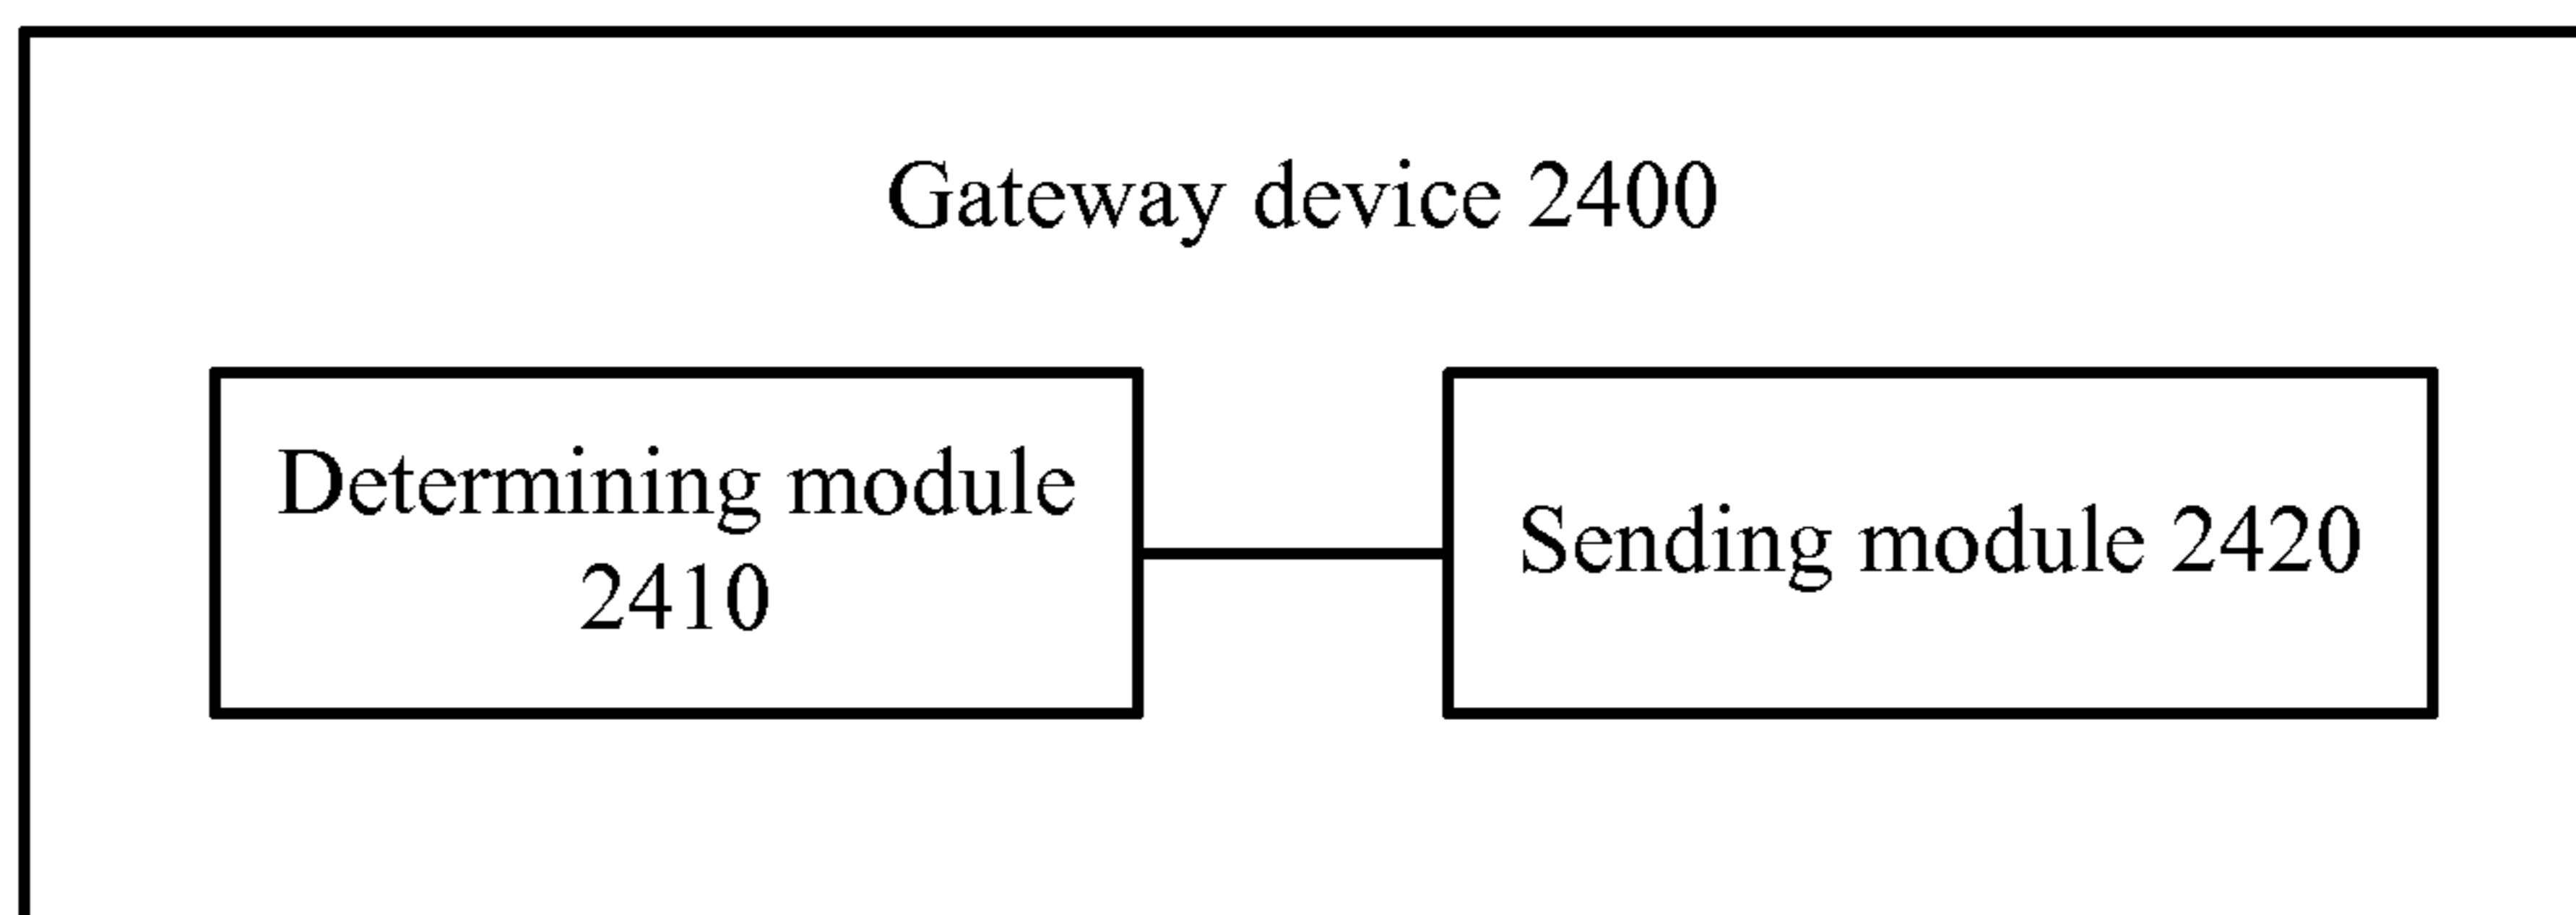 Gateway device 2400
Determining module
2410
Sending module 2420